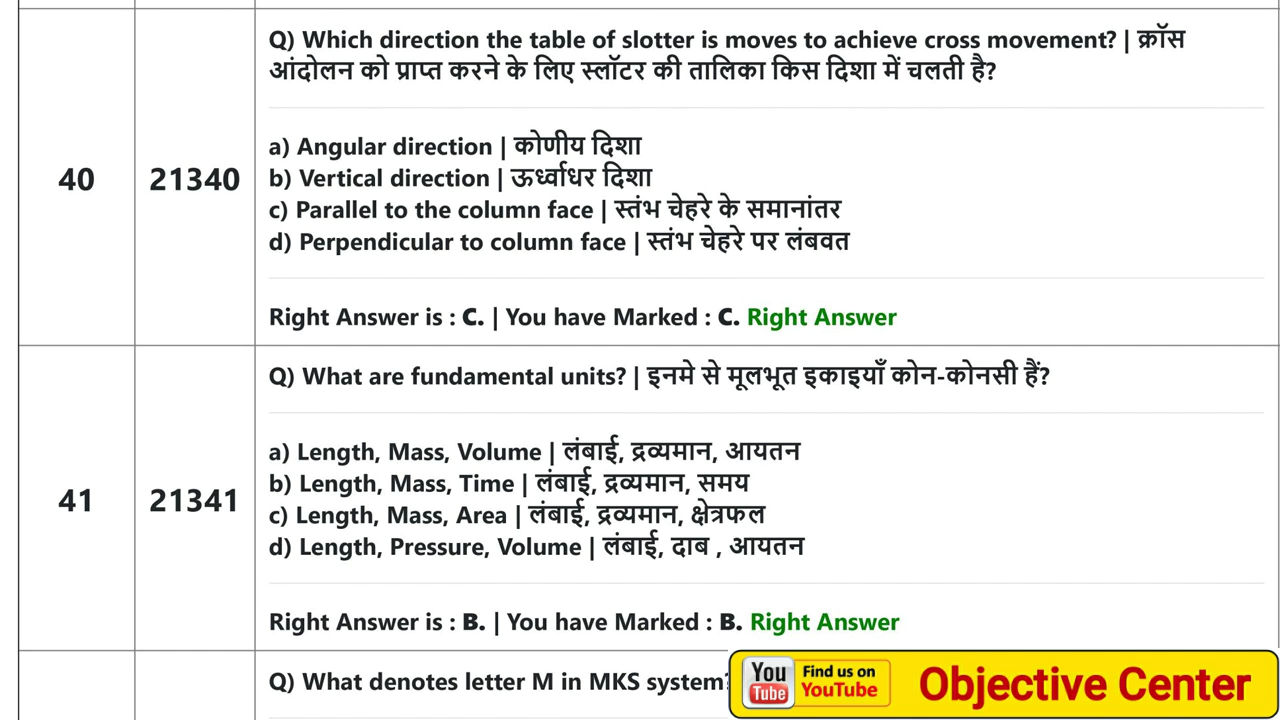 40
21340
Q) Which direction the table of slotter is moves to achieve cross movement? | क्रॉस
आंदोलन को प्राप्त करने के लिए स्लॉटर की तालिका किस दिशा में चलती है?
a) Angular direction | कोणीय दिशा
b) Vertical direction | ऊर्ध्वाधर दिशा
c) Parallel to the column face | स्तंभ चेहरे के समानांतर
d) Perpendicular to column face | स्तंभ चेहरे पर लंबवत
Right Answer is : C. | You have Marked : C. Right Answer
41
21341
Q) What are fundamental units? | इनमे से मूलभूत इकाइयाँ कोन-कोनसी हैं?
a) Length, Mass, Volume | लंबाई, द्रव्यमान, आयतन
b) Length, Mass, Time | लंबाई, द्रव्यमान, समय
c) Length, Mass, Area | लंबाई, द्रव्यमान, क्षेत्रफल
d) Length, Pressure, Volume | लंबाई, दाब , आयतन
Right Answer is : B. | You have Marked : B. Right Answer
Q) What denotes letter M in MKS system?
You
Tube
Find us on
YouTube
Objective Center